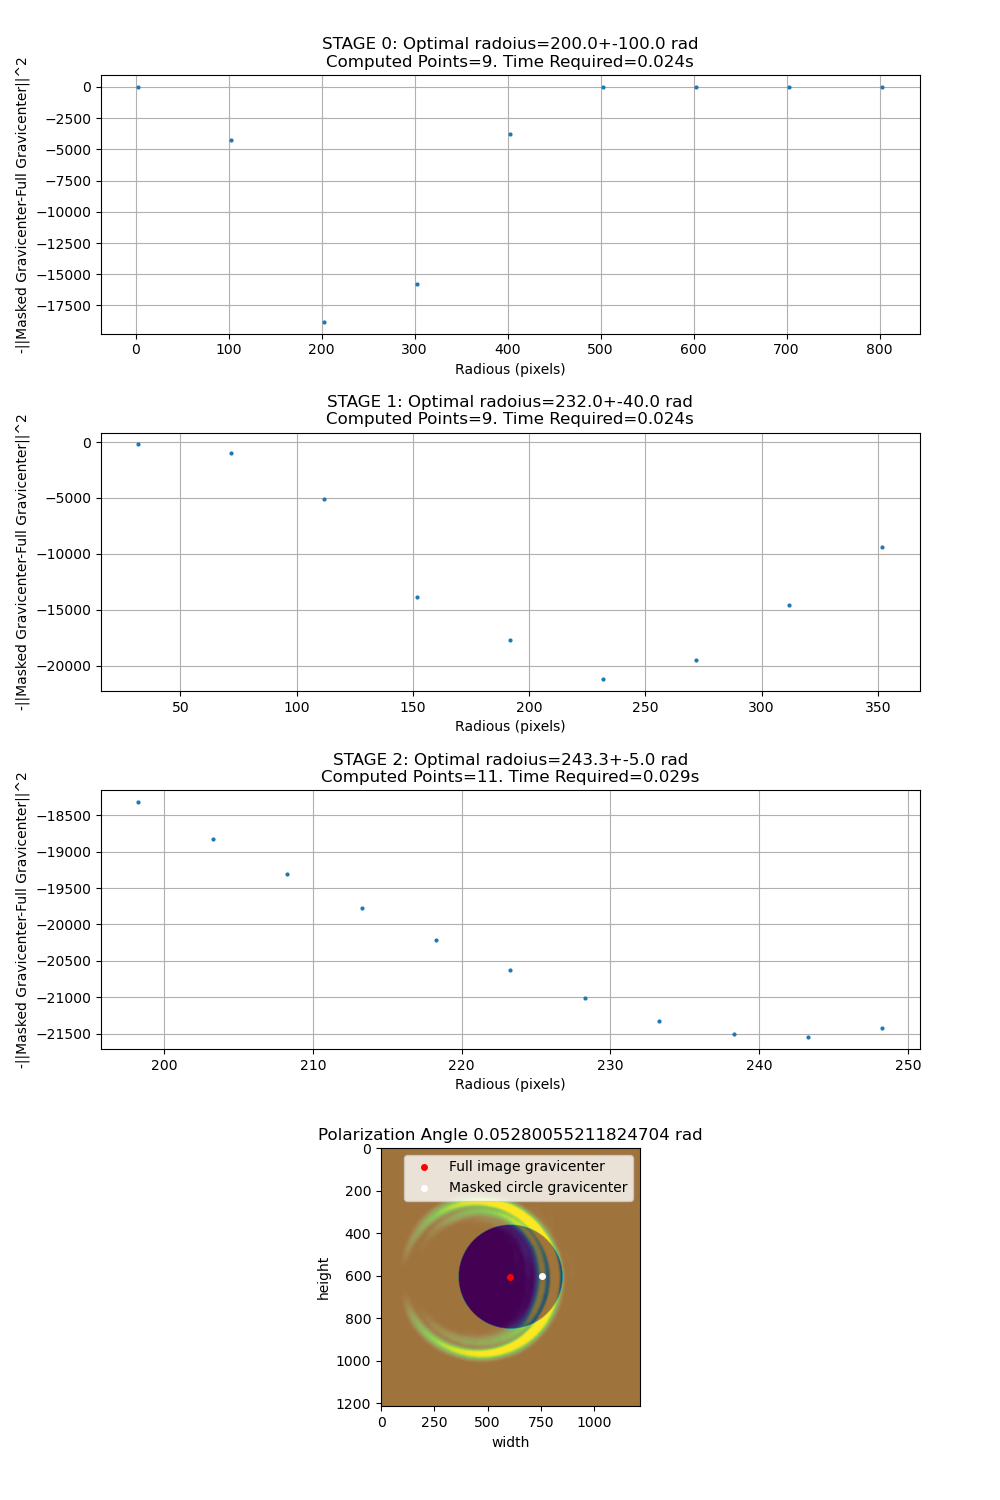 STAGE 0: Optimal radoius=200.0+-100.0 rad
Computed Points=9. Time Required=0.024s
-||Masked Gravicenter-Full Gravicenter||^2
0
−2500
−5000
−7500
−10000
−12500
−15000
−17500
0 100 200 300 400 500 600 700 800
Radious (pixels)
STAGE 1: Optimal radoius=232.0+-40.0 rad
Computed Points=9. Time Required=0.024s
-||Masked Gravicenter-Full Gravicenter||^2
0
−5000
−10000
−15000
−20000
50 100 150 200 250 300 350
Radious (pixels)
STAGE 2: Optimal radoius=243.3+-5.0 rad
Computed Points=11. Time Required=0.029s
-||Masked Gravicenter-Full Gravicenter||^2
−18500
−19000
−19500
−20000
−20500
−21000
−21500
200 210 220 230 240 250
Radious (pixels)
Polarization Angle 0.05280055211824704 rad
Full image gravicenter
Masked circle gravicenter
height
0
200
400
600
800
1000
1200
0 250 500 750 1000
width